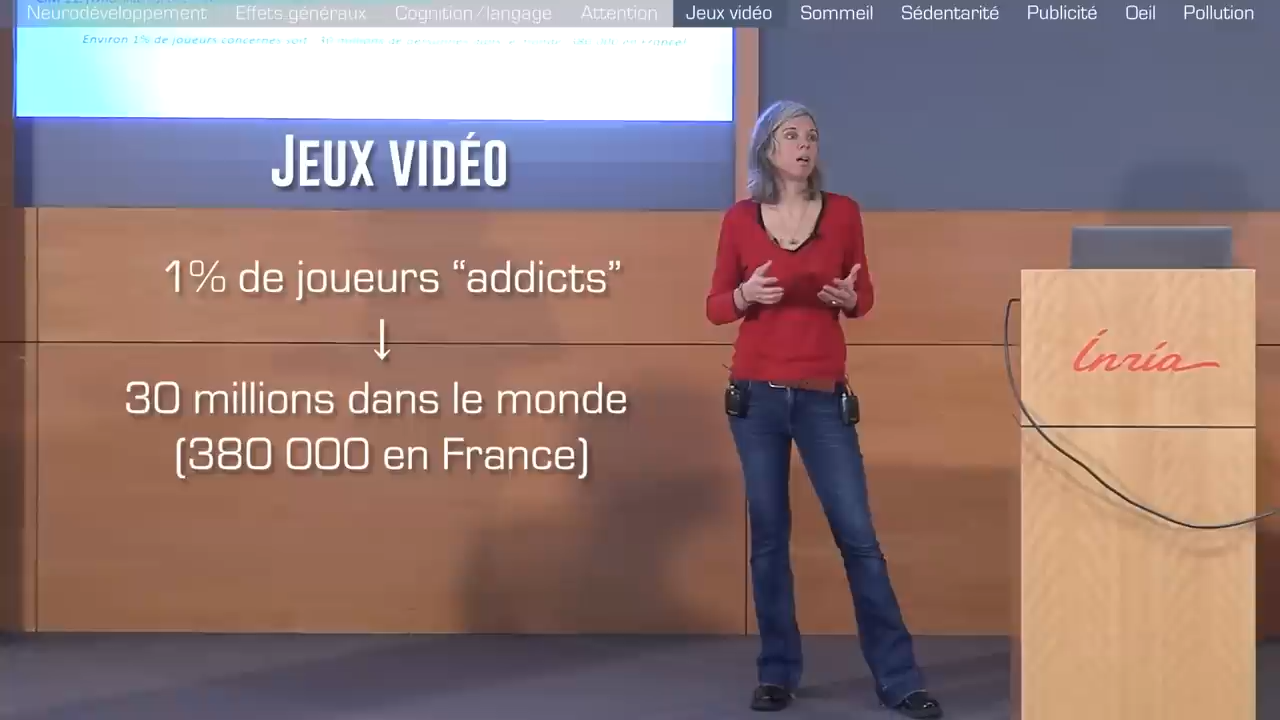 Neurodéveloppement Effets généraux Cognition/langage Attention Jeux vidéo Sommeil Sédentarité Publicité Oeil Pollution
Environ 1% de joueurs concernés soit
JEUX VIDÉO
1% de joueurs “addicts”
↓
30 millions dans le monde
(380 000 en France)
Inria